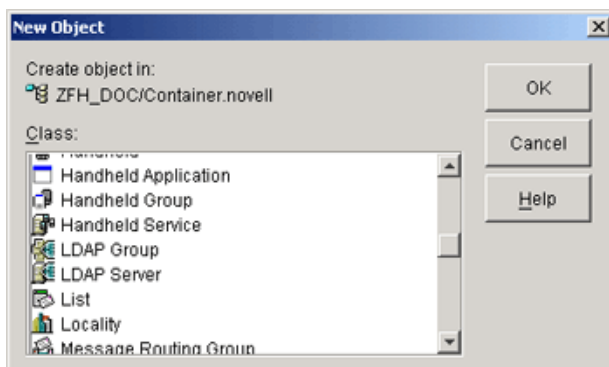 New Object
Create object in:
ZFH_DOC/Container.novell
Class:
Handheld
Handheld Application
Handheld Group
Handheld Service
LDAP Group
LDAP Server
List
Locality
Message Routing Group
OK
Cancel
Help